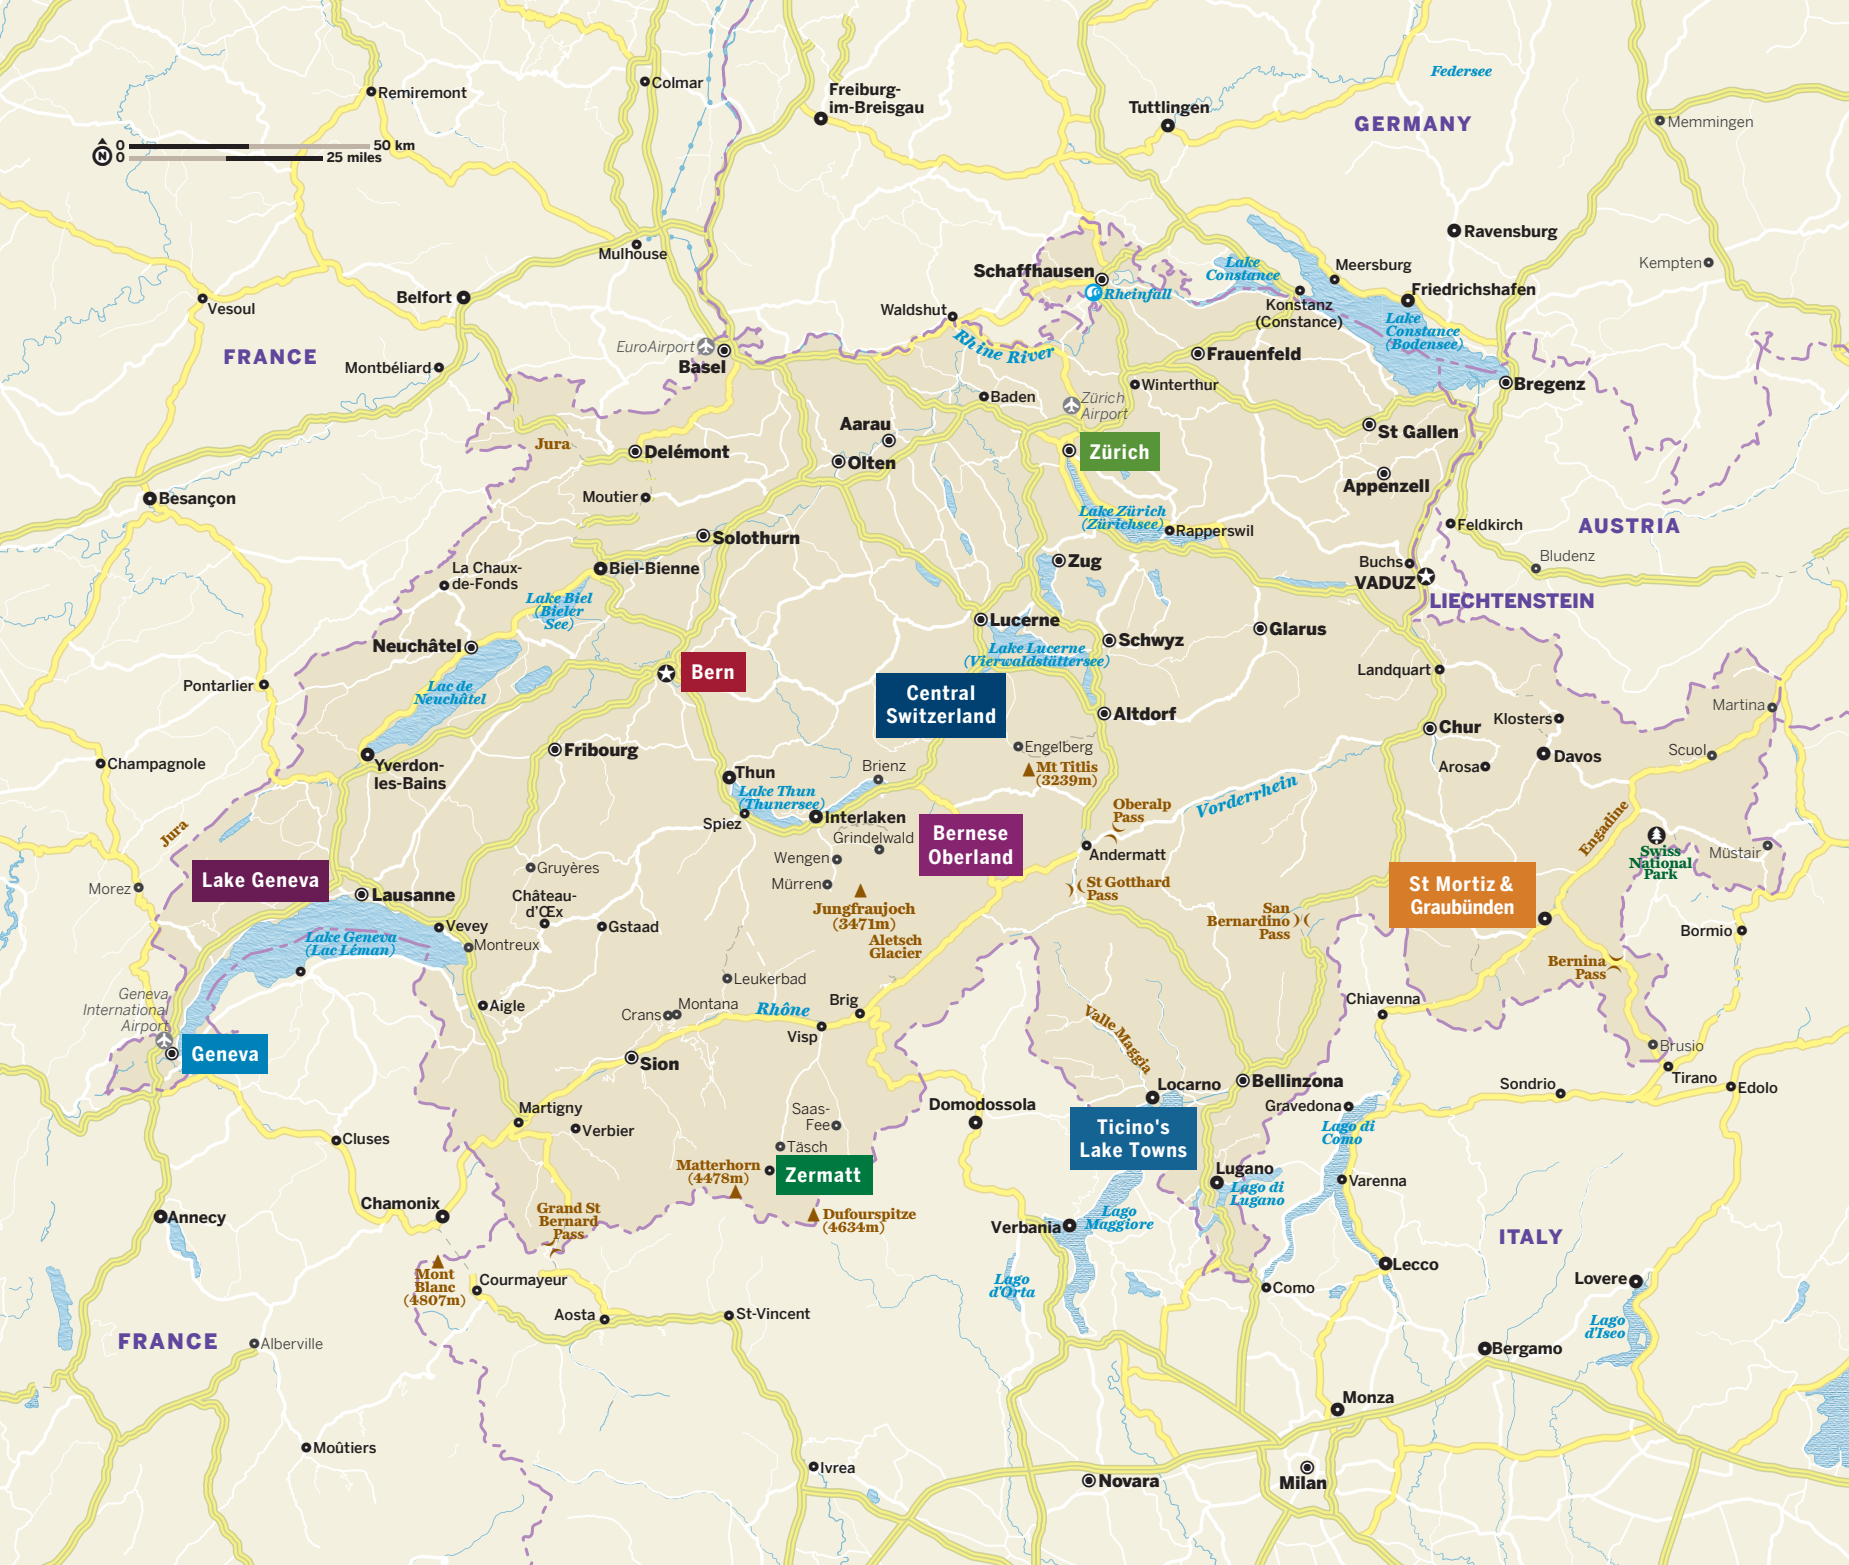 Federsee
Colmar
Remiremont
Freiburg-
im-Breisgau
Tuttlingen
GERMANY
Memmingen
0
50 km
N
0
25 miles
Mulhouse
Ravensburg
Kempten
Schaffhausen
Lake
Constance
Meersburg
Rheinfall
Konstanz
(Constance)
Friedrichshafen
Belfort
Vesoul
Waldshut
Lake
Constance
(Bodensee)
Rhine River
EuroAirport
Basel
Frauenfeld
FRANCE
Montbéliard
Baden
Winterthur
Bregenz
Zürich
Airport
Aarau
St Gallen
Jura
Delémont
Olten
Zürich
Appenzell
Besançon
Moutier
Lake Zürich
(Zürichsee)
Rapperswil
Feldkirch
AUSTRIA
Solothurn
Bludenz
La Chaux-
de-Fonds
Biel-Bienne
Zug
Buchs
VADUZ
LIECHTENSTEIN
Lake Biel
(Bieler
See)
Lucerne
Glarus
Neuchâtel
Schwyz
Lake Lucerne
(Vierwaldstättersee)
Bern
Landquart
Pontarlier
Lac de
Neuchâtel
Central
Switzerland
Altdorf
Martina
Klosters
Chur
Fribourg
Engelberg
Scuol
Davos
Champagnole
Yverdon-
les-Bains
Thun
Brienz
Mt Titlis
(3239m)
Arosa
Lake Thun
(Thunersee)
Vorderrhein
Spiez
Interlaken
Oberalp
Pass
Jura
Bernese
Oberland
Engadine
Grindelwald
Wengen
Andermatt
Swiss
National
Park
Müstair
Gruyères
Lake Geneva
Mürren
St Gotthard
Pass
St Mortiz &
Graubünden
Morez
Lausanne
Château-
d'Œx
Jungfraujoch
(3471m)
San
Bernardino
Pass
Vevey
Gstaad
Bormio
Lake Geneva
(Lac Léman)
Montreux
Aletsch
Glacier
Bernina
Pass
Leukerbad
Geneva
International
Airport
Aigle
Montana
Crans
Rhône
Brig
Chiavenna
Visp
Valle Maggia
Geneva
Sion
Brusio
Bellinzona
Locarno
Tirano
Sondrio
Edolo
Martigny
Domodossola
Gravedona
Saas-
Fee
Verbier
Cluses
Ticino's
Lake Towns
Lago di
Como
Täsch
Matterhorn
(4478m)
Zermatt
Lugano
Varenna
Lago di
Lugano
Chamonix
Annecy
Grand St
Bernard
Pass
Dufourspitze
(4634m)
Verbania
Lago
Maggiore
ITALY
Mont
Blanc
(4807m)
Courmayeur
Lago
d'Orta
Lecco
Lovere
Como
Aosta
St-Vincent
Lago
d'Iseo
FRANCE
Alberville
Bergamo
Monza
Moûtiers
Ivrea
Novara
Milan